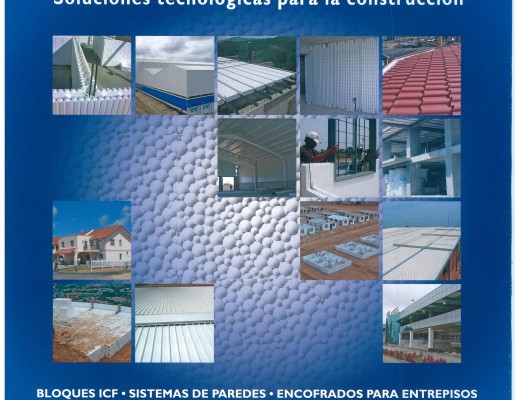 Soluciones tecnológicas para la construcción
BLOQUES ICF • SISTEMAS DE PAREDES • ENCOFRADOS PARA ENTREPISOS